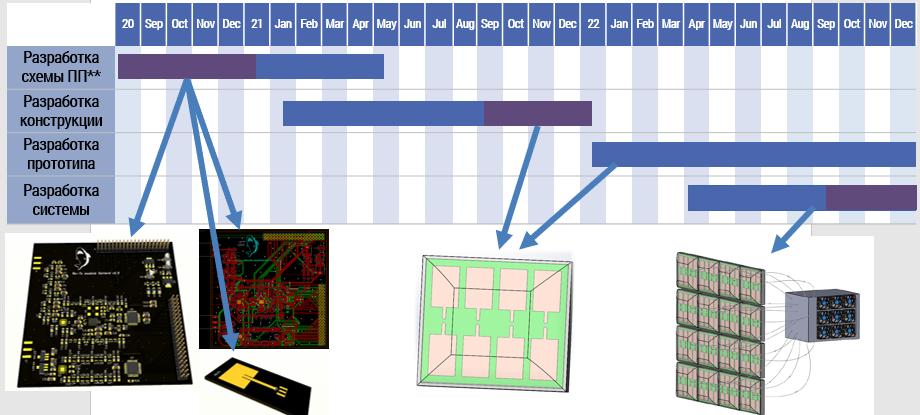 20 Sep Oct Nov Dec 21 Jan Feb Mar Apr May Jun Jul Aug Sep Oct Nov Dec 22 Jan Feb Mar Apr May Jun Jul Aug Sep Oct Nov Dec
Разработка
схемы ПП**
Разработка
конструкции
Разработка
прототипа
Разработка
системы